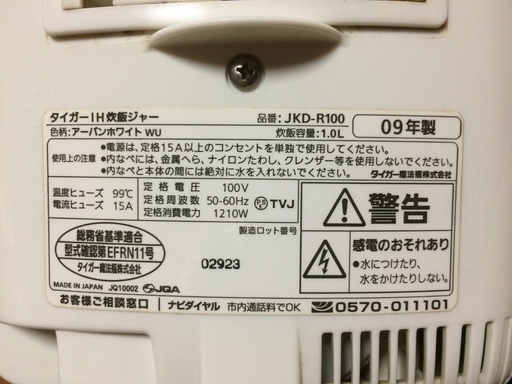 タイガーIH炊飯ジャー 品番: JKD-R100
色柄: アーバンホワイト WU 炊飯容量: 1.0L
09年製
使用上の注意
●電源は、定格15A以上のコンセントを単独で使用してください。
●内なべには、金属へら、ナイロンたわし、クレンザー等を使用しないでください。
●内なべと本体の間には絶対に水を入れないでください。
タイガー魔法瓶株式会社
温度ヒューズ 99℃
電流ヒューズ 15A
定格電圧 100V
定格周波数 50-60Hz
定格消費電力 1210W
PSE TVJ
警告
総務省基準適合
型式確認第EFRN11号
タイガー魔法瓶株式会社
製造ロット番号
02923
感電のおそれあり
●水につけたり、
水をかけたりしない。
MADE IN JAPAN JQ10002 JQA
お客様ご相談窓口 ナビダイヤル 市内通話料でOK 0570-011101